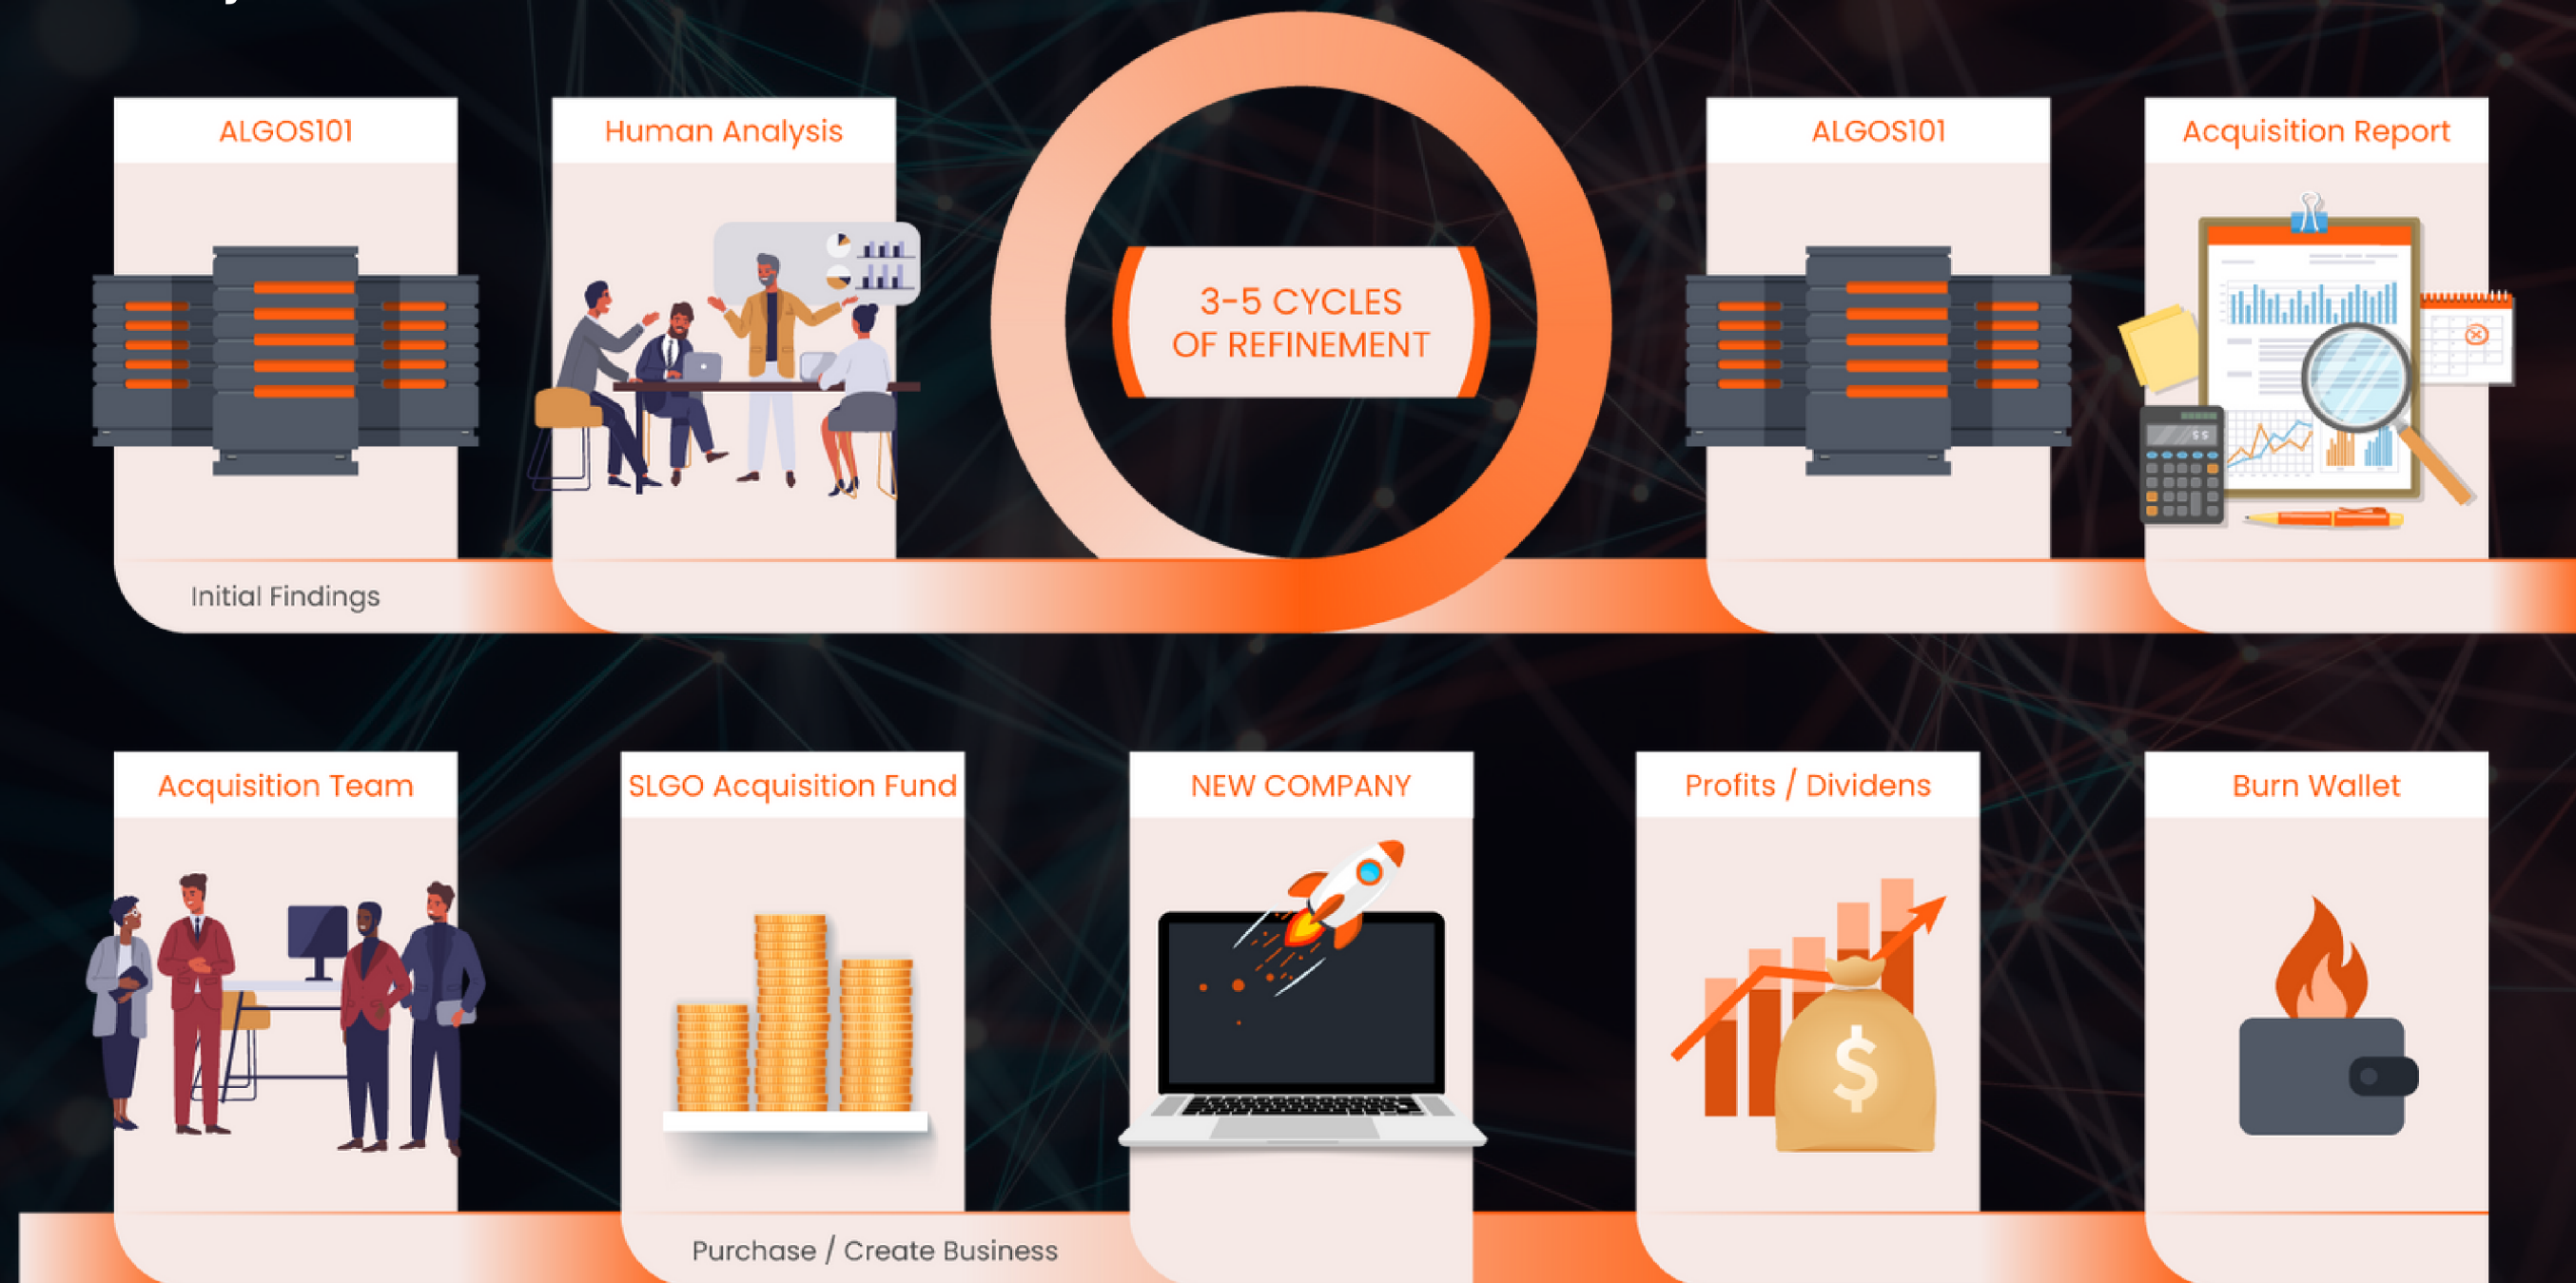 ALGOS101
Human Analysis
3-5 CYCLES
OF REFINEMENT
ALGOS101
Acquisition Report
Initial Findings
Acquisition Team
SLGO Acquisition Fund
NEW COMPANY
Profits / Dividens
Burn Wallet
$
Purchase / Create Business